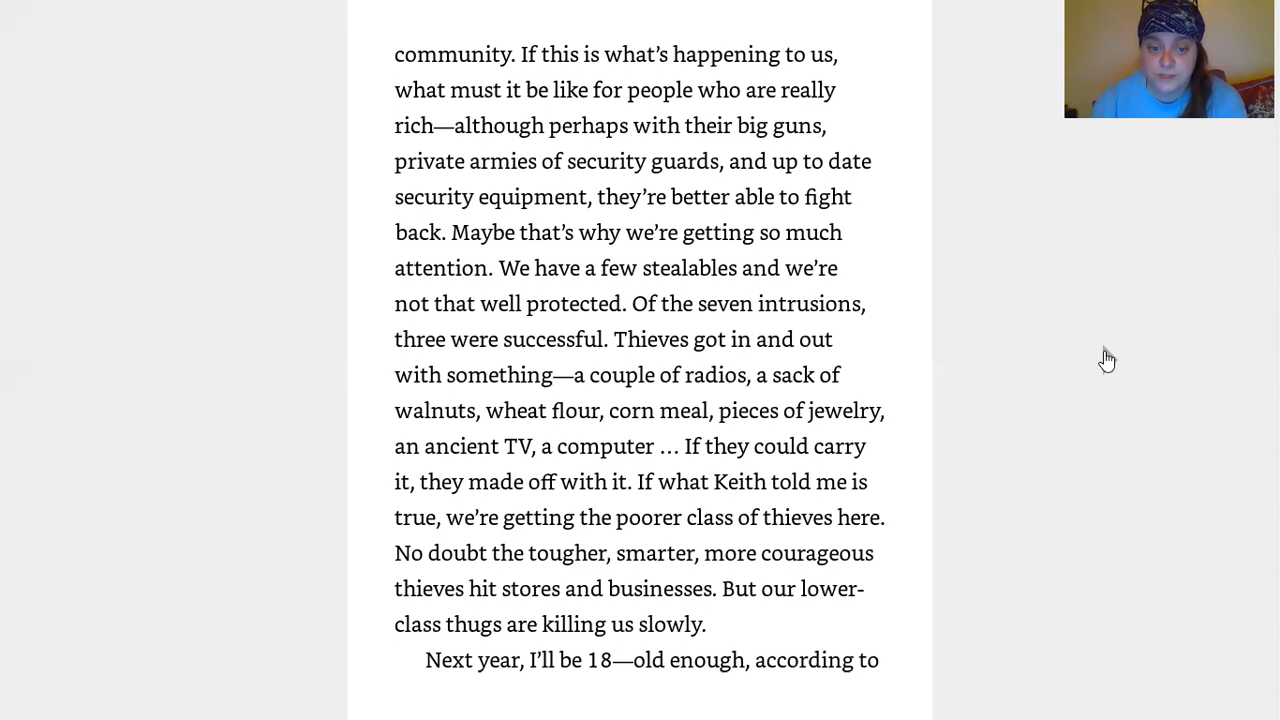 community. If this is what’s happening to us,
what must it be like for people who are really
rich—although perhaps with their big guns,
private armies of security guards, and up to date
security equipment, they’re better able to fight
back. Maybe that’s why we’re getting so much
attention. We have a few stealables and we’re
not that well protected. Of the seven intrusions,
three were successful. Thieves got in and out
with something—a couple of radios, a sack of
walnuts, wheat flour, corn meal, pieces of jewelry,
an ancient TV, a computer … If they could carry
it, they made off with it. If what Keith told me is
true, we’re getting the poorer class of thieves here.
No doubt the tougher, smarter, more courageous
thieves hit stores and businesses. But our lower-
class thugs are killing us slowly.
Next year, I’ll be 18—old enough, according to